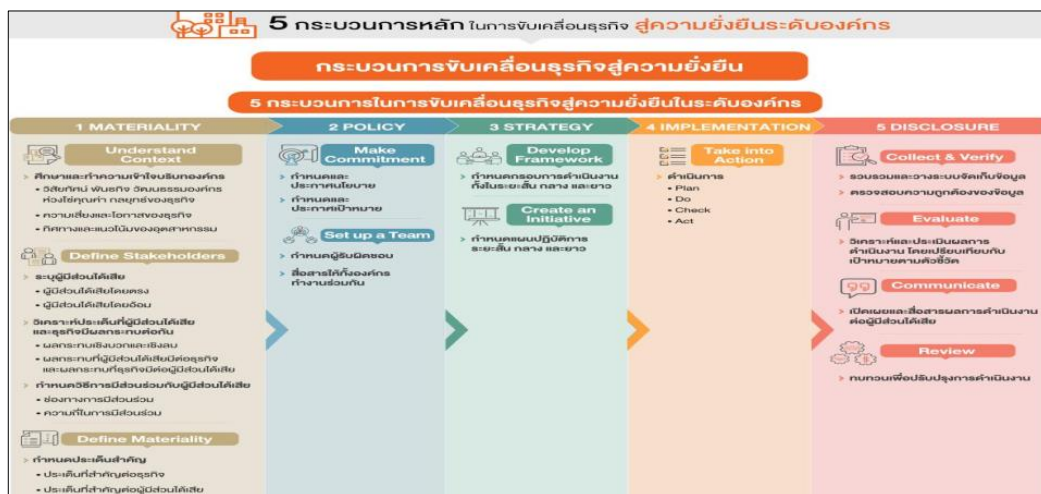 5 กระบวนการหลัก ในการขับเคลื่อนธุรกิจ สู่ความยั่งยืนระดับองค์กร
กระบวนการขับเคลื่อนธุรกิจสู่ความยั่งยืน
5 กระบวนการในการขับเคลื่อนธุรกิจสู่ความยั่งยืนในระดับองค์กร
1 MATERIALITY
Understand
Context
ศึกษาและทำความเข้าใจบริบทองค์กร
• วิสัยทัศน์ พันธกิจ วัฒนธรรมองค์กร
ห่วงโซ่คุณค่า กลยุทธ์ของธุรกิจ
• ความเสี่ยงและโอกาสของธุรกิจ
• ทิศทางและแนวโน้มของอุตสาหกรรม
Define Stakeholders
ระบุผู้มีส่วนได้เสีย
• ผู้มีส่วนได้เสียโดยตรง
• ผู้มีส่วนได้เสียโดยอ้อม
วิเคราะห์ประเด็นที่ผู้มีส่วนได้เสีย
และธุรกิจมีผลกระทบต่อกัน
• ผลกระทบเชิงบวกและเชิงลบ
• ผลกระทบที่ผู้มีส่วนได้เสียมีต่อธุรกิจ
และผลกระทบที่ธุรกิจมีต่อผู้มีส่วนได้เสีย
กำหนดวิธีการมีส่วนร่วมกับผู้มีส่วนได้เสีย
• ช่องทางการมีส่วนร่วม
• ความถี่ในการมีส่วนร่วม
Define Materiality
กำหนดประเด็นสำคัญ
• ประเด็นที่สำคัญต่อธุรกิจ
• ประเด็นที่สำคัญต่อผู้มีส่วนได้เสีย
2 POLICY
Make
Commitment
กำหนดและ
ประกาศนโยบาย
กำหนดและ
ประกาศเป้าหมาย
Set up a Team
กำหนดผู้รับผิดชอบ
สื่อสารให้ทั้งองค์กร
ทำงานร่วมกัน
3 STRATEGY
Develop
Framework
กำหนดกรอบการดำเนินงาน
ทั้งในระยะสั้น กลาง และยาว
Create an
Initiative
กำหนดแผนปฏิบัติการ
ระยะสั้น กลาง และยาว
4 IMPLEMENTATION
Take into
Action
ดำเนินการ
• Plan
• Do
• Check
• Act
5 DISCLOSURE
Collect & Verify
รวบรวมและวางระบบจัดเก็บข้อมูล
ตรวจสอบความถูกต้องของข้อมูล
Evaluate
วิเคราะห์และประเมินผลการ
ดำเนินงาน โดยเปรียบเทียบกับ
เป้าหมายตามตัวชี้วัด
Communicate
เปิดเผยและสื่อสารผลการดำเนินงาน
ต่อผู้มีส่วนได้เสีย
Review
ทบทวนเพื่อปรับปรุงการดำเนินงาน